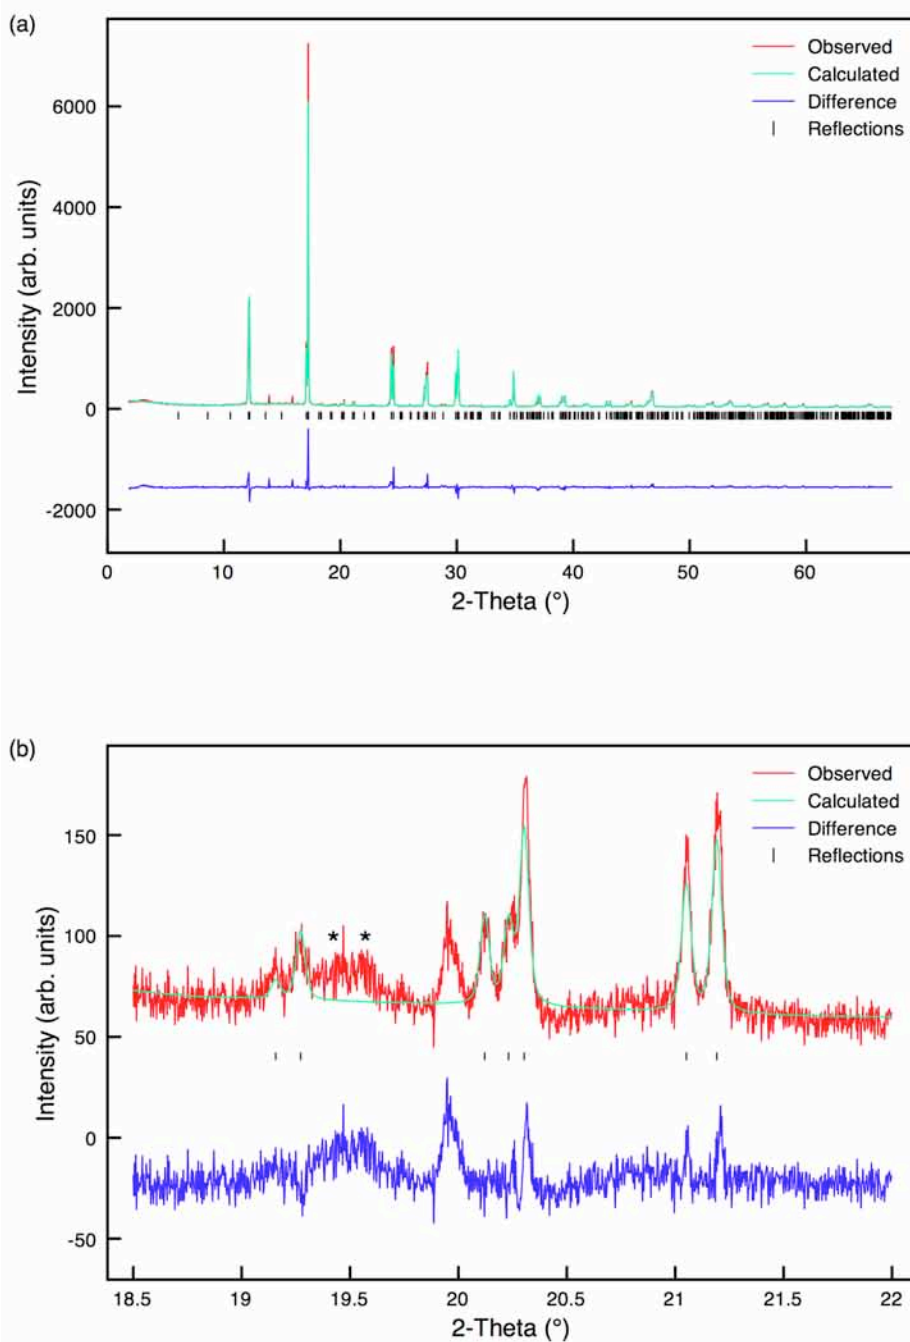 (a)
Observed
Calculated
Difference
Reflections
6000
4000
2000
0
-2000
Intensity (arb. units)
0 10 20 30 40 50 60
2-Theta (°)
(b)
Observed
Calculated
Difference
Reflections
150
100
50
0
-50
* *
Intensity (arb. units)
18.5 19 19.5 20 20.5 21 21.5 22
2-Theta (°)